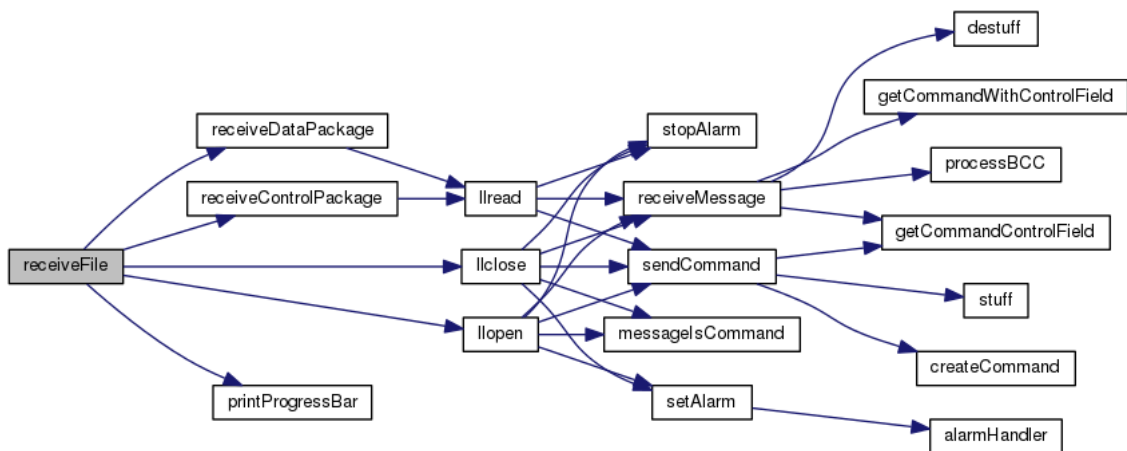 receiveFile
receiveDataPackage
receiveControlPackage
printProgressBar
llread
llclose
llopen
stopAlarm
receiveMessage
sendCommand
messageIsCommand
setAlarm
destuff
getCommandWithControlField
processBCC
getCommandControlField
stuff
createCommand
alarmHandler